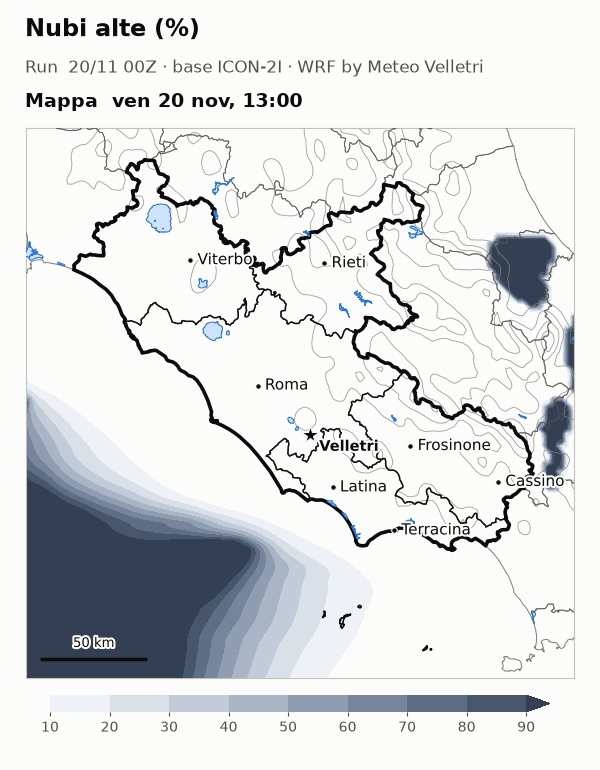 Nubi alte (%)
Run  20/11 00Z · base ICON-2I · WRF by Meteo Velletri
Mappa  ven 20 nov, 13:00
Viterbo
Rieti
Roma
Velletri
Frosinone
Cassino
Latina
Terracina
50 km
10 20 30 40 50 60 70 80 90